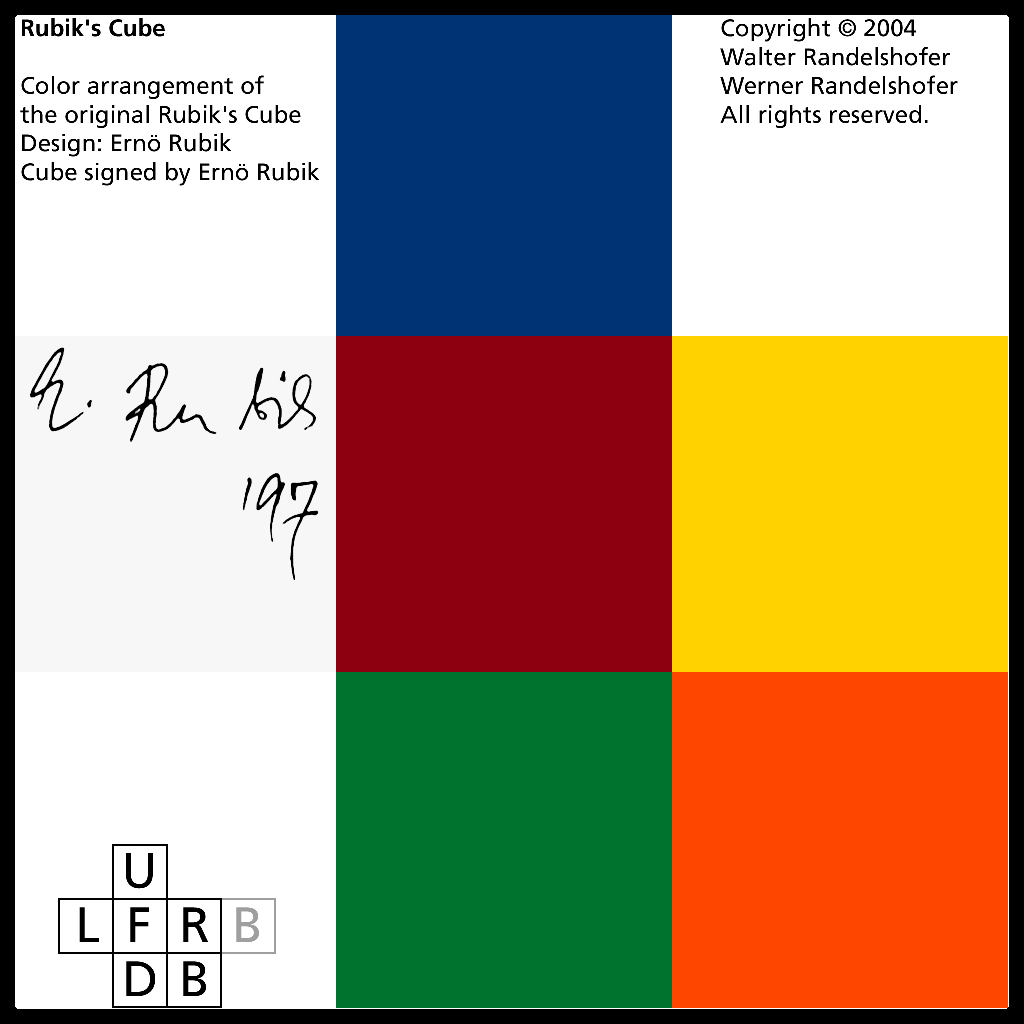 Rubik's Cube
Color arrangement of
the original Rubik's Cube
Design: Ernö Rubik
Cube signed by Ernö Rubik
Copyright © 2004
Walter Randelshofer
Werner Randelshofer
All rights reserved.
E. Rubik
197
U
L F R B
D B